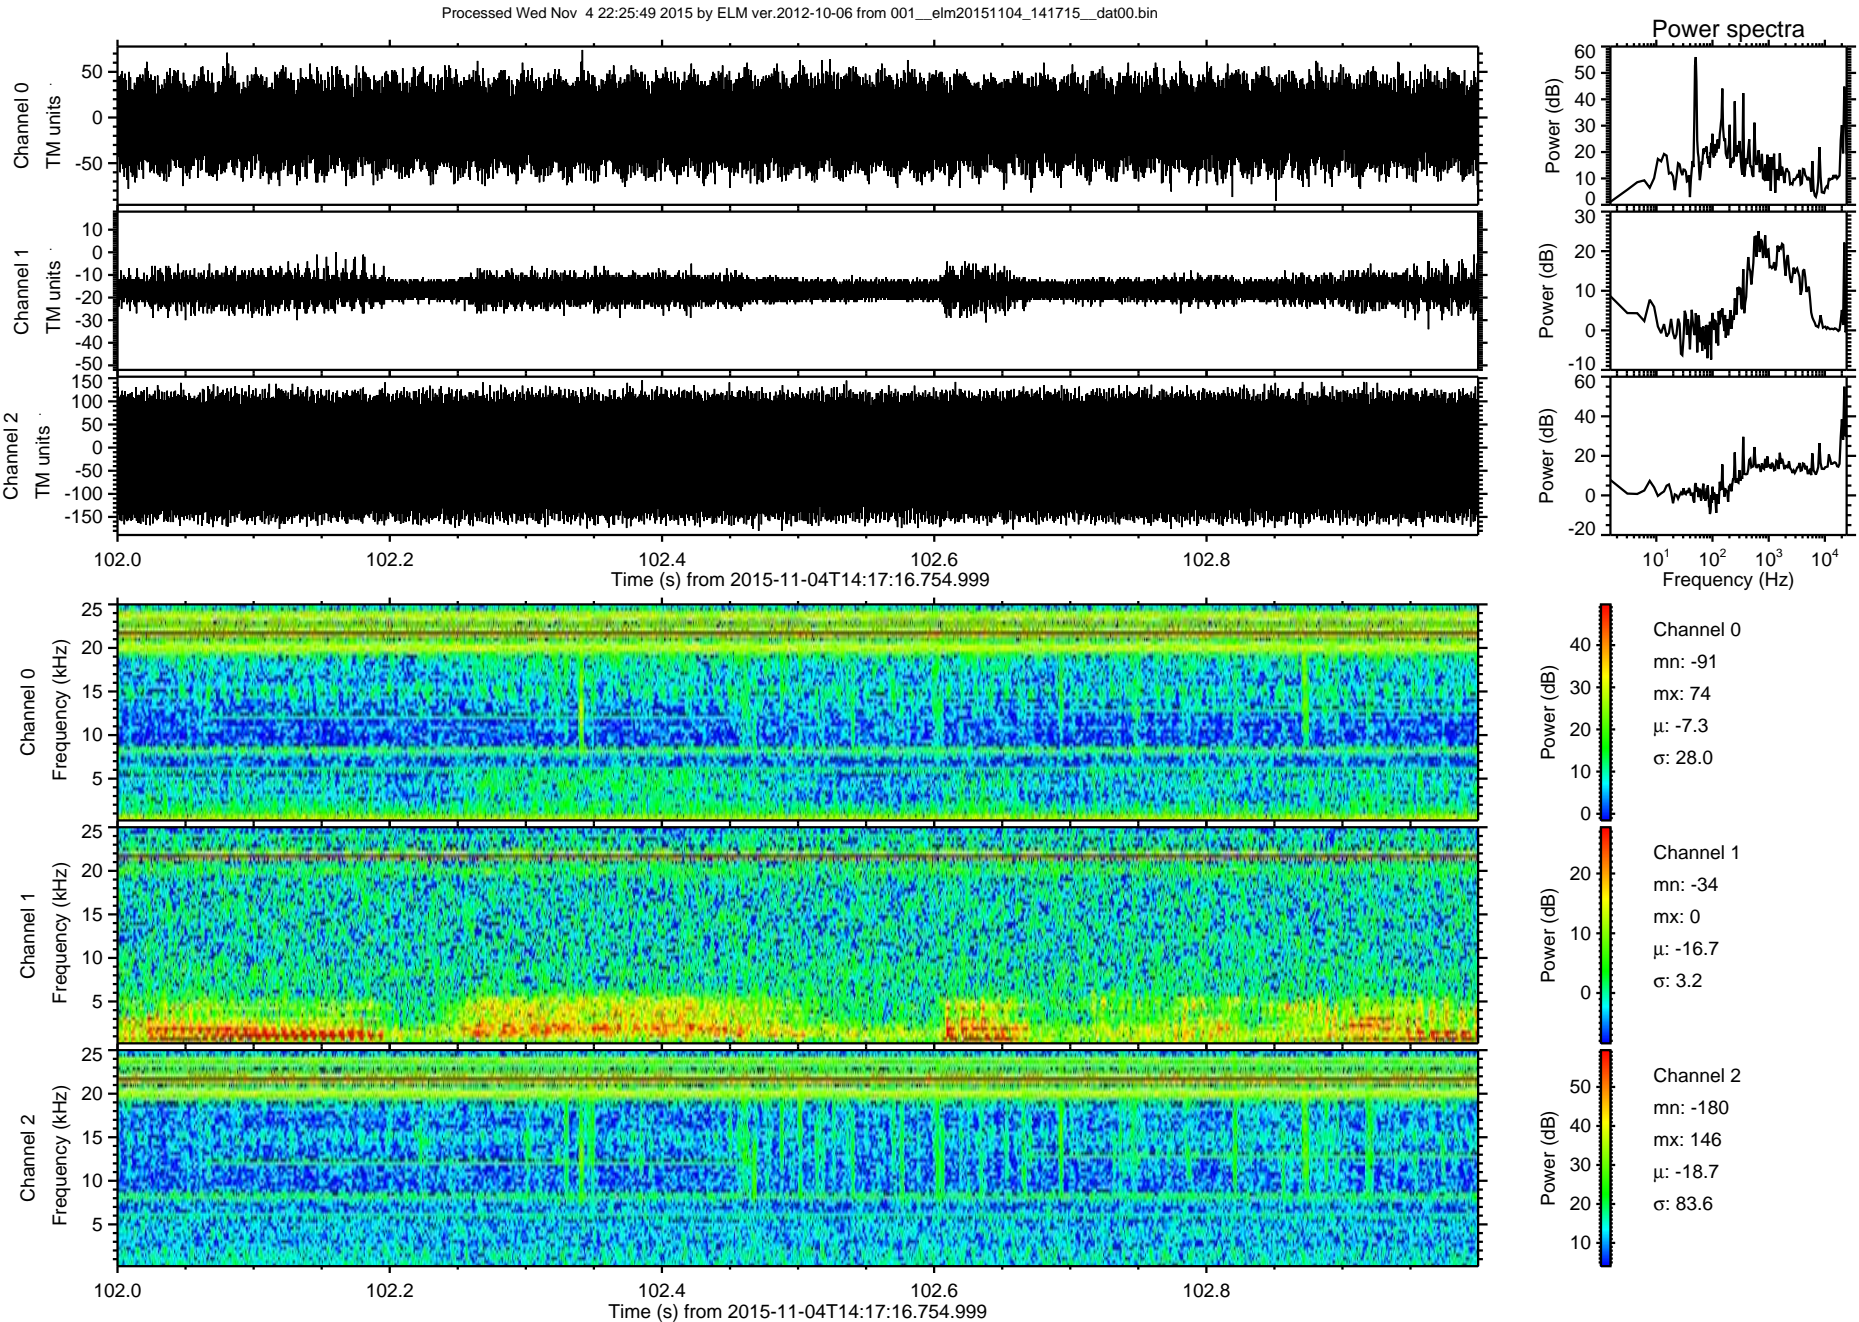 Processed Wed Nov  4 22:25:49 2015 by ELM ver.2012-10-06 from 001__elm20151104_141715__dat00.bin
Power spectra
Channel 0
TM units
50
0
-50
Power (dB)
60
50
40
30
20
10
0
Channel 1
TM units
10
0
-10
-20
-30
-40
-50
Power (dB)
30
20
10
0
-10
Channel 2
TM units
150
100
50
0
-50
-100
-150
Power (dB)
60
40
20
0
-20
102.0 102.2 102.4 102.6 102.8
Time (s) from 2015-11-04T14:17:16.754.999
10^1 10^2 10^3 10^4
Frequency (Hz)
Channel 0
Frequency (kHz)
25
20
15
10
5
Power (dB)
40
30
20
10
0
Channel 0
mn: -91
mx: 74
μ: -7.3
σ: 28.0
Channel 1
Frequency (kHz)
25
20
15
10
5
Power (dB)
20
10
0
Channel 1
mn: -34
mx: 0
μ: -16.7
σ: 3.2
Channel 2
Frequency (kHz)
25
20
15
10
5
Power (dB)
50
40
30
20
10
Channel 2
mn: -180
mx: 146
μ: -18.7
σ: 83.6
102.0 102.2 102.4 102.6 102.8
Time (s) from 2015-11-04T14:17:16.754.999